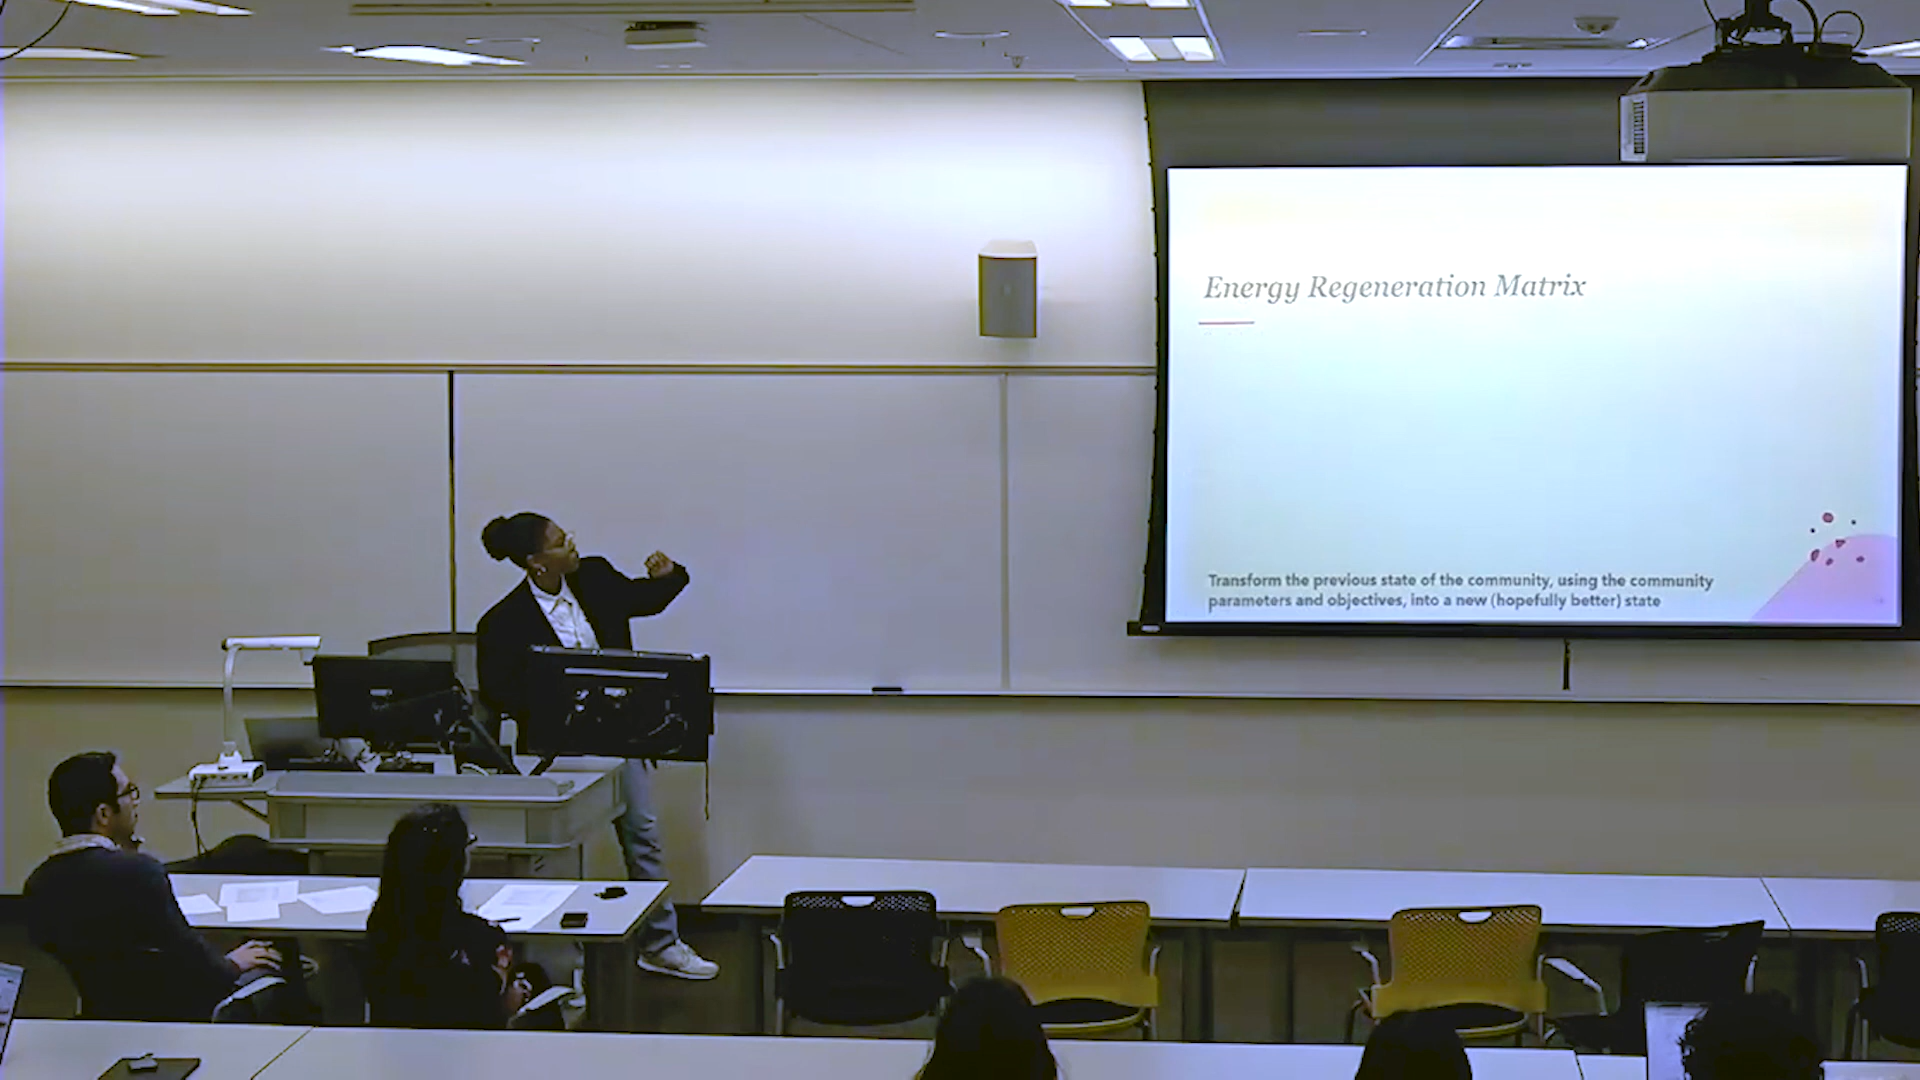 Energy Regeneration Matrix
Transform the previous state of the community, using the community
parameters and objectives, into a new (hopefully better) state